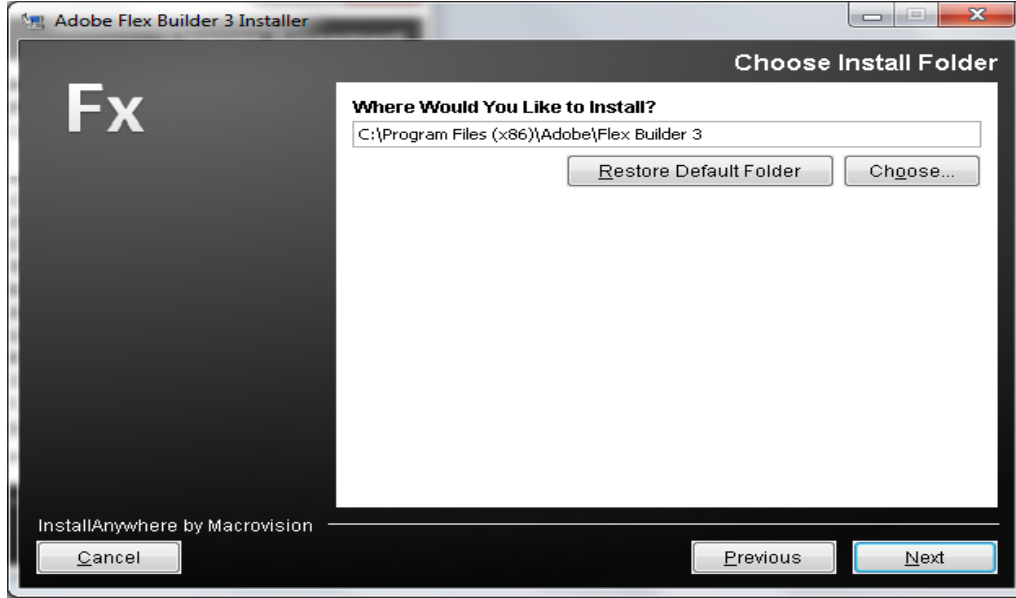 Adobe Flex Builder 3 Installer
Choose Install Folder
Fx
Where Would You Like to Install?
C:\Program Files (x86)\Adobe\Flex Builder 3
Restore Default Folder Choose...
InstallAnywhere by Macrovision
Cancel Previous Next